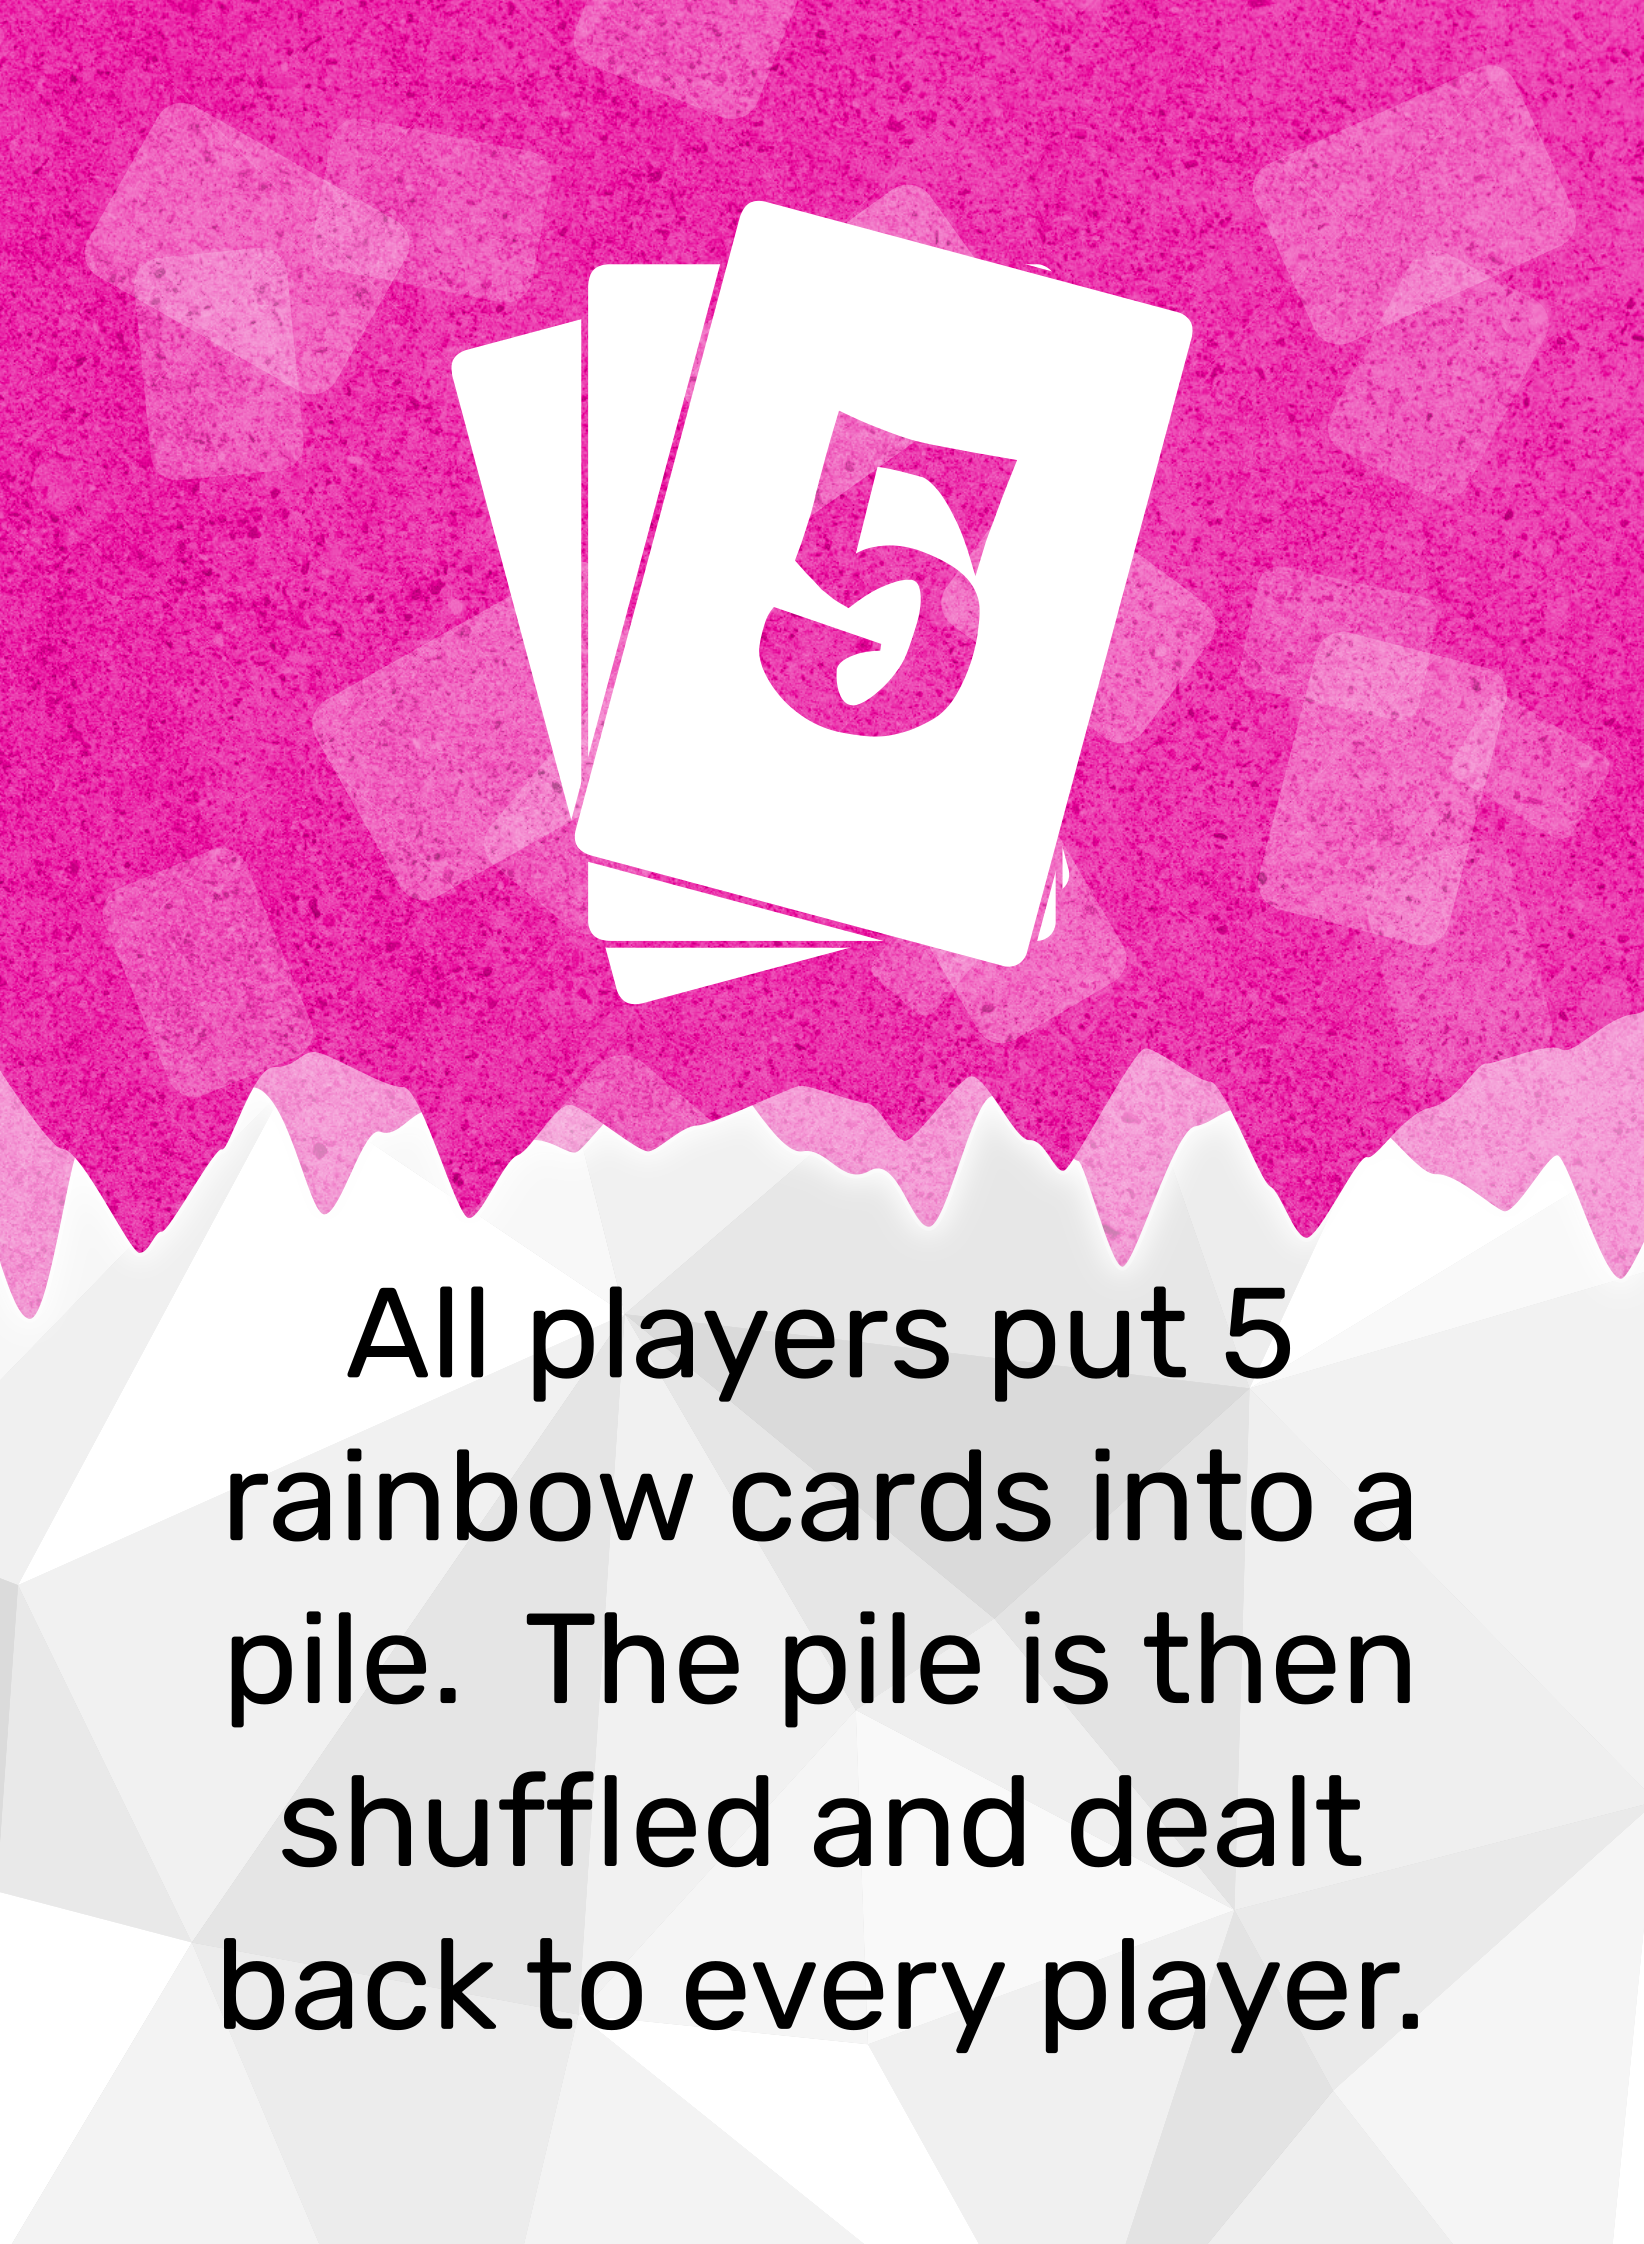 5
All players put 5
rainbow cards into a
pile.  The pile is then
shuffled and dealt
back to every player.